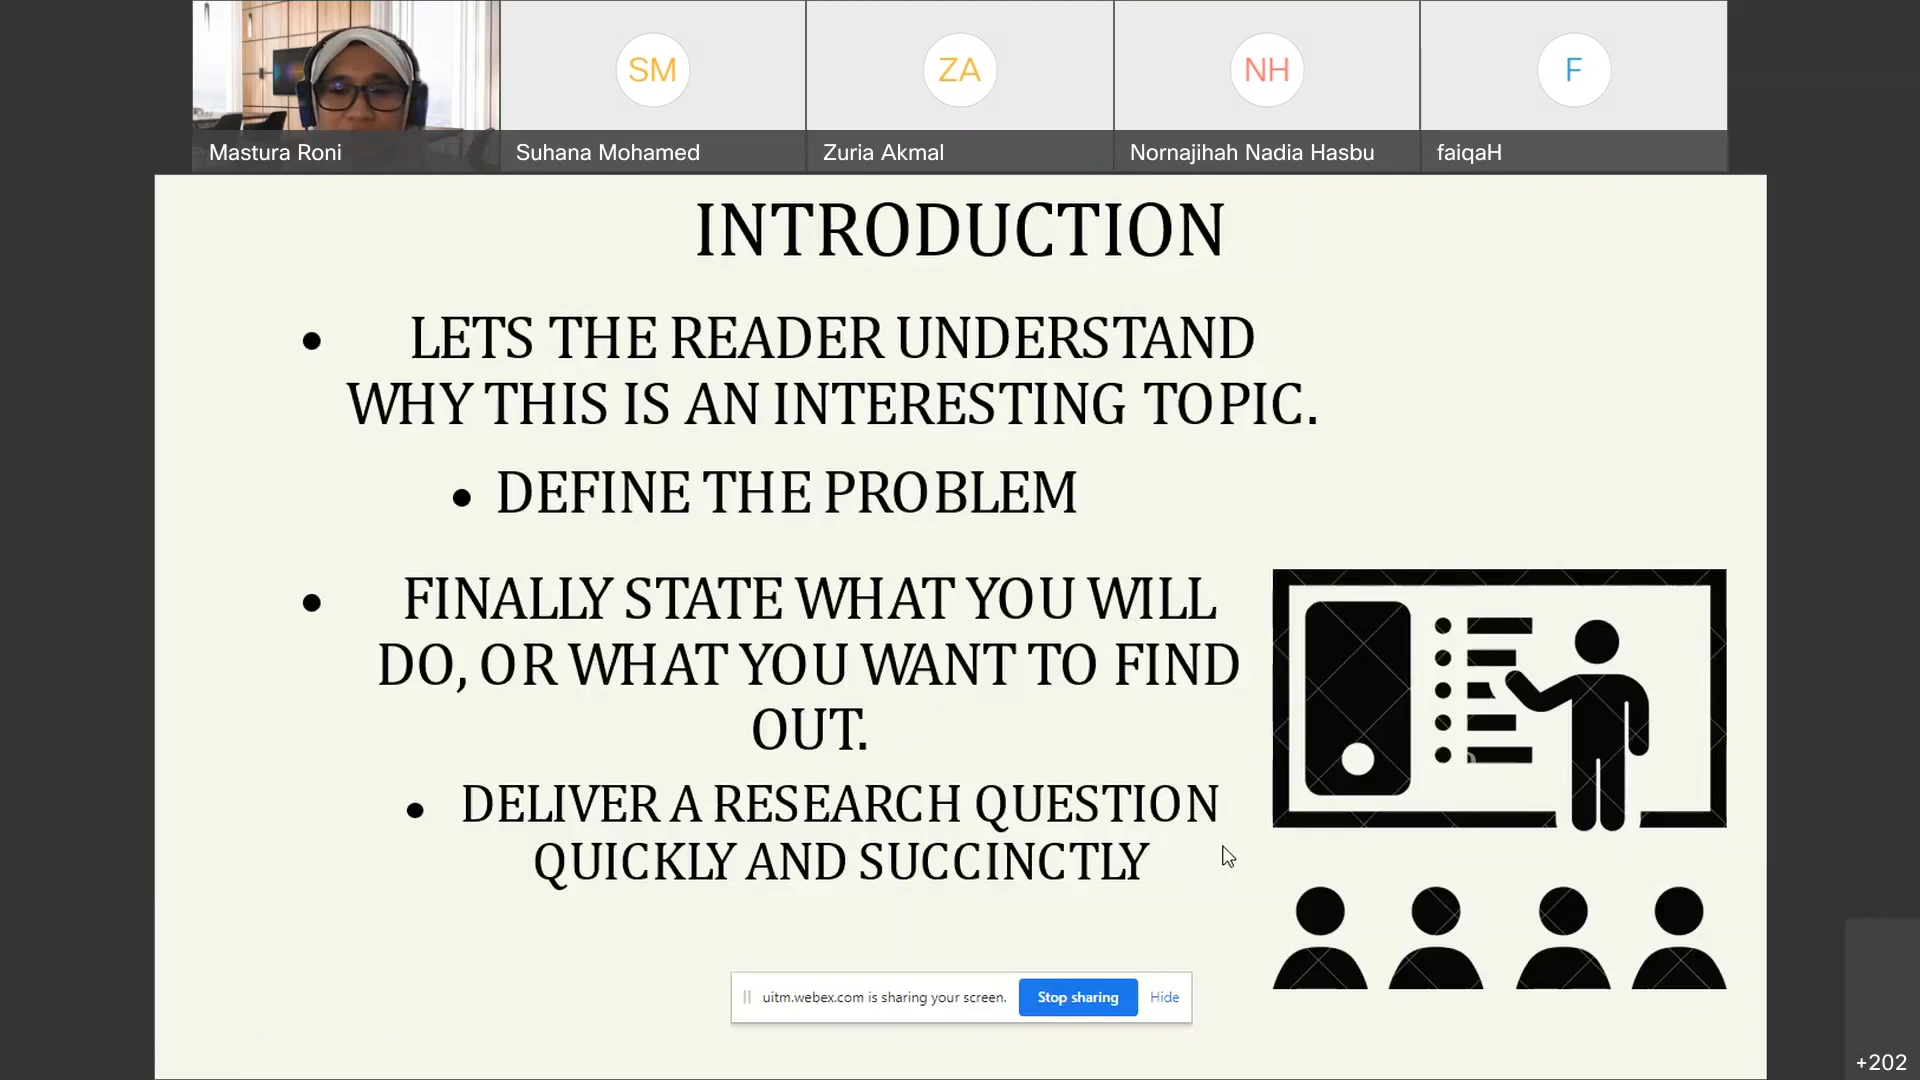 SM
ZA
NH
F
Mastura Roni
Suhana Mohamed
Zuria Akmal
Nornajihah Nadia Hasbu
faiqaH
INTRODUCTION
• LETS THE READER UNDERSTAND
WHY THIS IS AN INTERESTING TOPIC.
• DEFINE THE PROBLEM
• FINALLY STATE WHAT YOU WILL
DO, OR WHAT YOU WANT TO FIND
OUT.
• DELIVER A RESEARCH QUESTION
QUICKLY AND SUCCINCTLY
uitm.webex.com is sharing your screen.
Stop sharing
Hide
+202